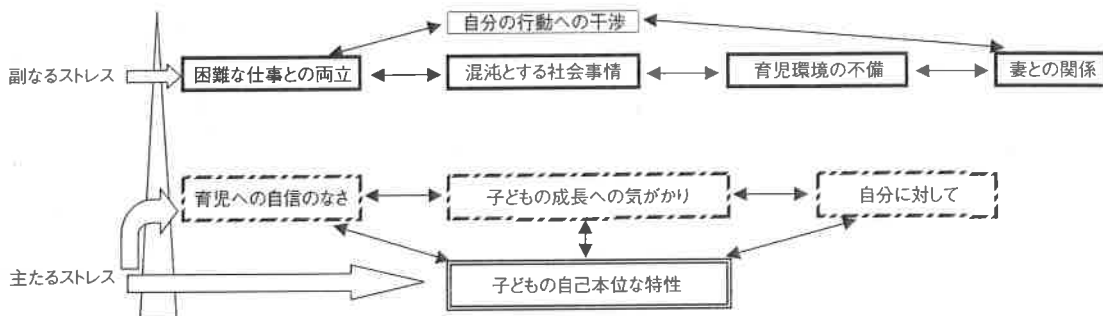 自分の行動への干渉
副なるストレス
困難な仕事との両立
混沌とする社会事情
育児環境の不備
妻との関係
育児への自信のなさ
子どもの成長への気がかり
自分に対して
主たるストレス
子どもの自己本位な特性